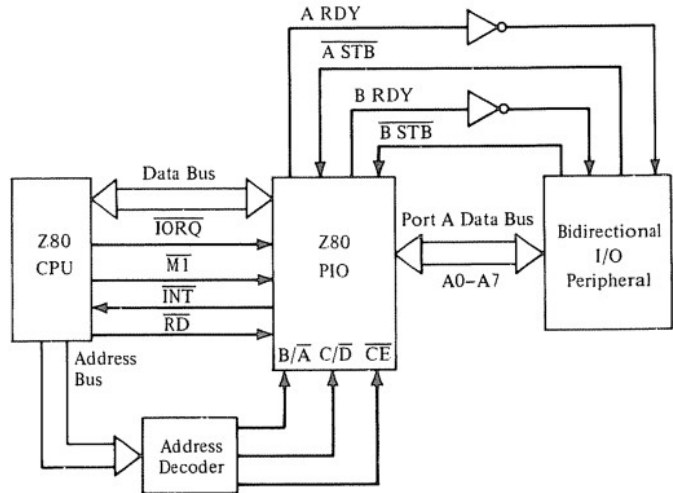 A RDY
A STB
B RDY
B STB
Data Bus
Z80
CPU
IORQ
MI
INT
RD
Z80
PIO
Port A Data Bus
A0–A7
Bidirectional
I/O
Peripheral
B/A C/D CE
Address
Bus
Address
Decoder